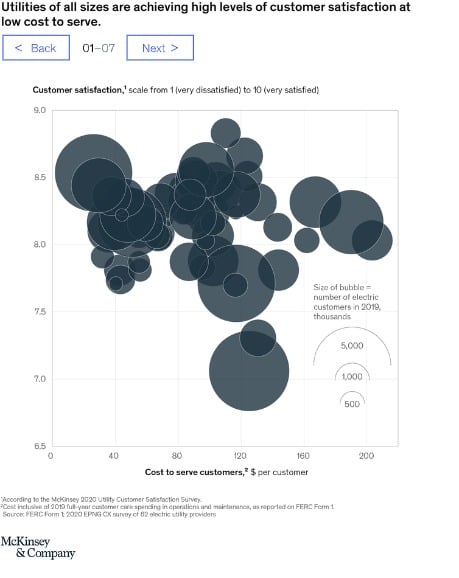 Utilities of all sizes are achieving high levels of customer satisfaction at
low cost to serve.
< Back 01–07 Next >
Customer satisfaction,¹ scale from 1 (very dissatisfied) to 10 (very satisfied)
9.0
8.5
8.0
7.5
7.0
6.5
Size of bubble =
number of electric
customers in 2019,
thousands
5,000
1,000
500
0 40 80 120 160 200
Cost to serve customers,² $ per customer
¹According to the McKinsey 2020 Utility Customer Satisfaction Survey.
²Cost inclusive of 2019 full-year customer care spending in operations and maintenance, as reported on FERC Form 1.
Source: FERC Form 1; 2020 EPNG CX survey of 62 electric utility providers
McKinsey
& Company